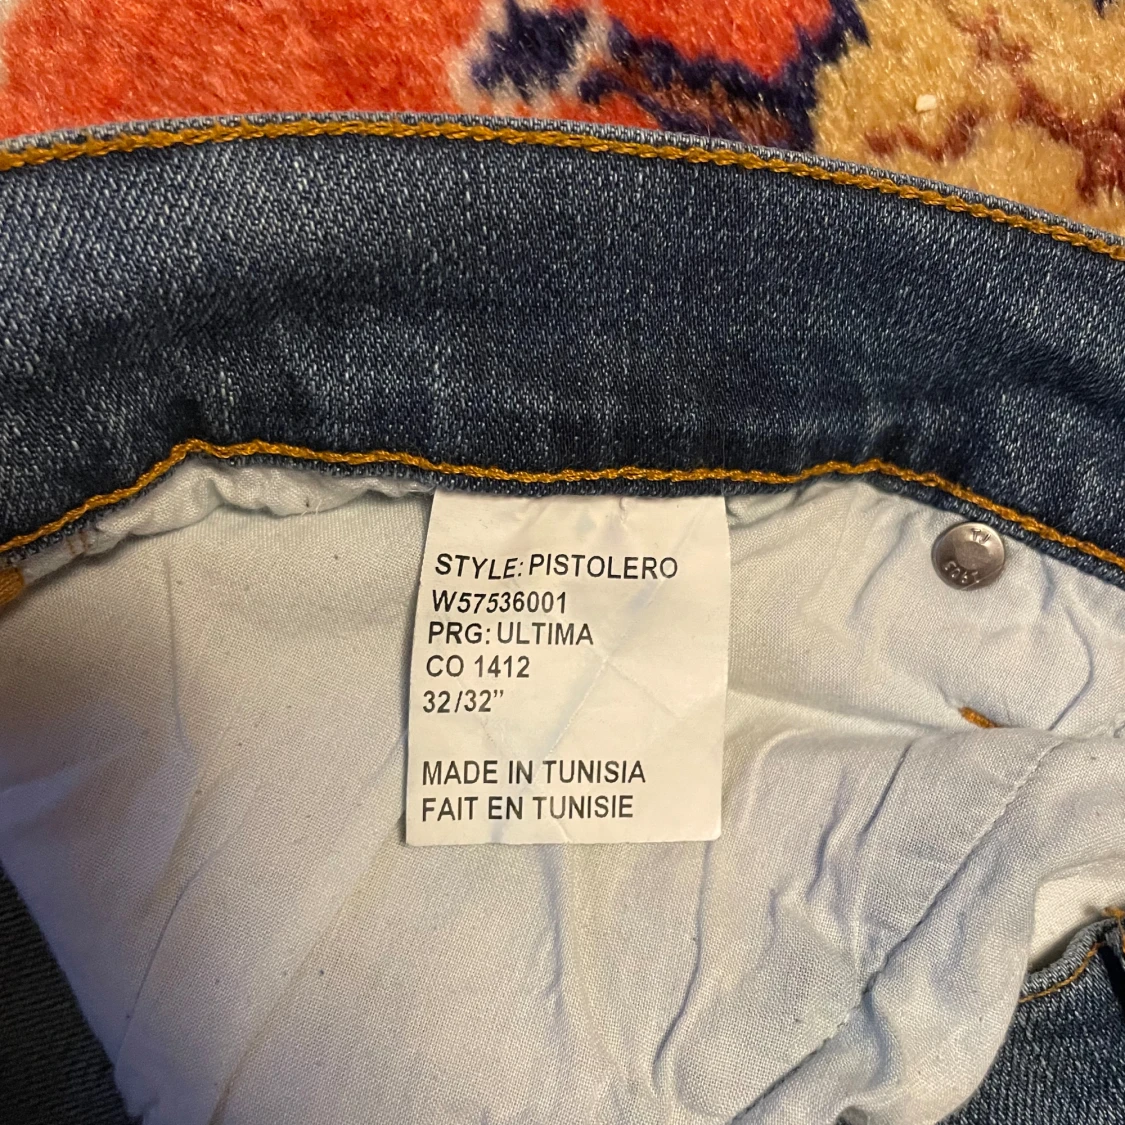 STYLE: PISTOLERO
W57536001
PRG: ULTIMA
CO 1412
32/32”
MADE IN TUNISIA
FAIT EN TUNISIE